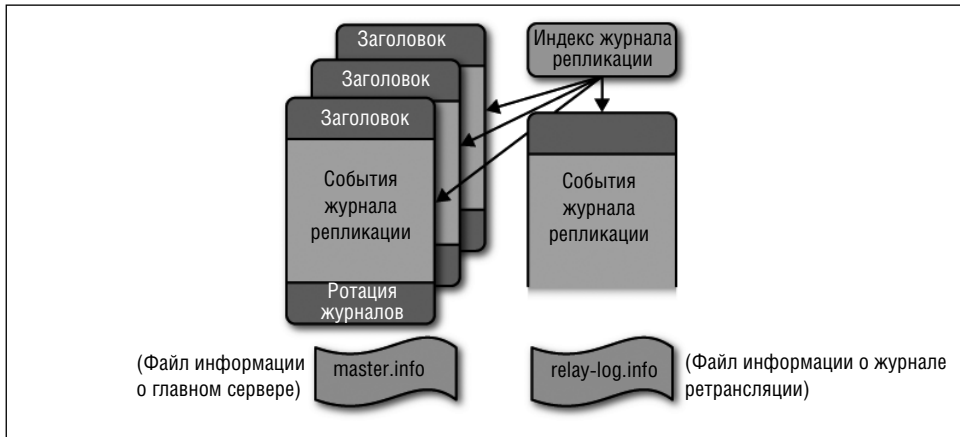 Заголовок
Заголовок
Заголовок
События
журнала
репликации
Ротация
журналов
Индекс журнала
репликации
События
журнала
репликации
(Файл информации
о главном сервере)
master.info
relay-log.info
(Файл информации о журнале
ретрансляции)